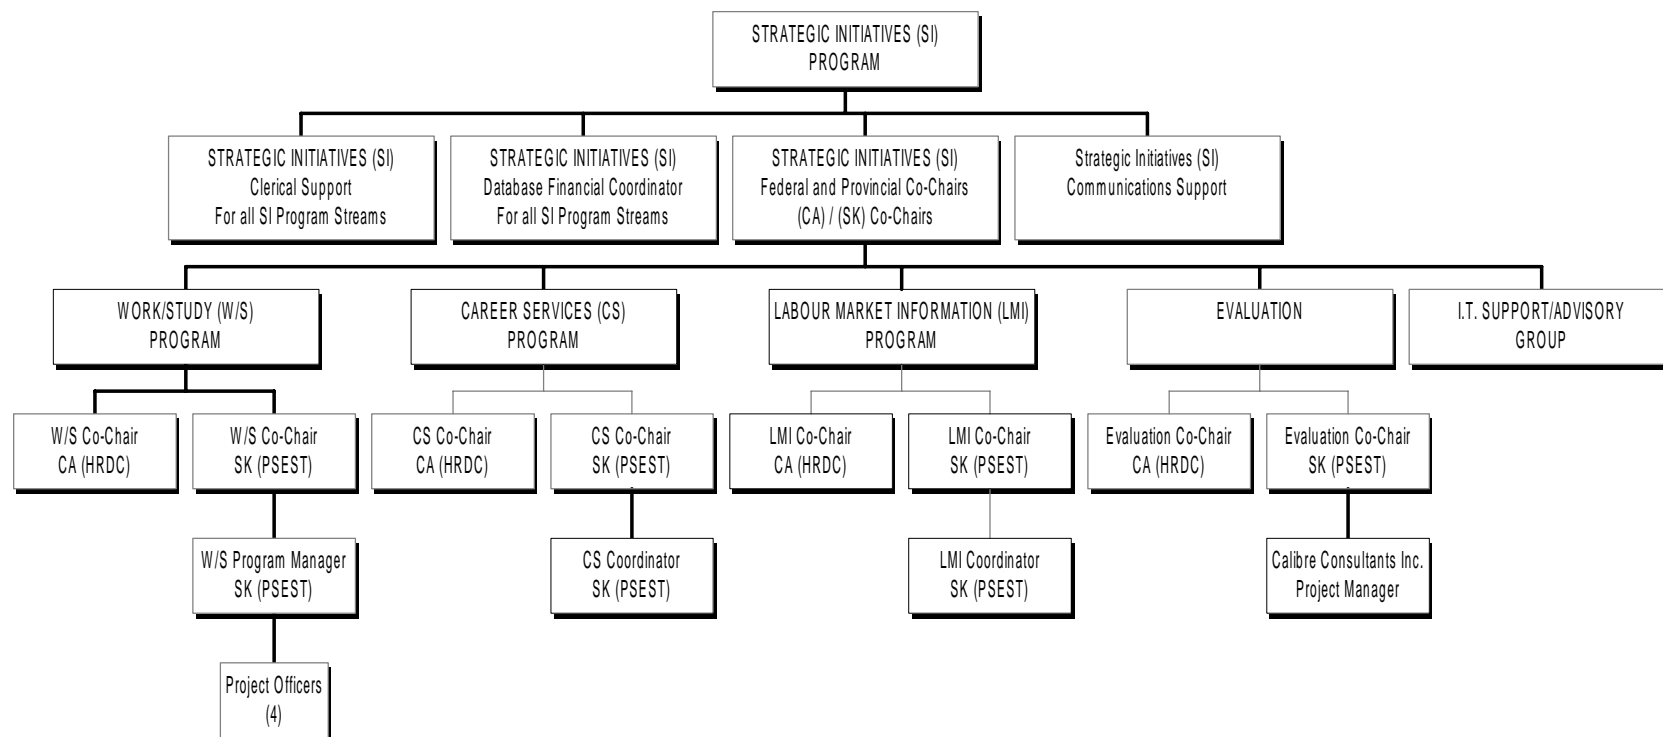 STRATEGIC INITIATIVES (SI)
PROGRAM
STRATEGIC INITIATIVES (SI)
Clerical Support
For all SI Program Streams
STRATEGIC INITIATIVES (SI)
Database Financial Coordinator
For all SI Program Streams
STRATEGIC INITIATIVES (SI)
Federal and Provincial Co-Chairs
(CA) / (SK) Co-Chairs
Strategic Initiatives (SI)
Communications Support
WORK/STUDY (W/S)
PROGRAM
CAREER SERVICES (CS)
PROGRAM
LABOUR MARKET INFORMATION (LMI)
PROGRAM
EVALUATION
I.T. SUPPORT/ADVISORY
GROUP
W/S Co-Chair
CA (HRDC)
W/S Co-Chair
SK (PSEST)
CS Co-Chair
CA (HRDC)
CS Co-Chair
SK (PSEST)
LMI Co-Chair
CA (HRDC)
LMI Co-Chair
SK (PSEST)
Evaluation Co-Chair
CA (HRDC)
Evaluation Co-Chair
SK (PSEST)
W/S Program Manager
SK (PSEST)
CS Coordinator
SK (PSEST)
LMI Coordinator
SK (PSEST)
Calibre Consultants Inc.
Project Manager
Project Officers
(4)